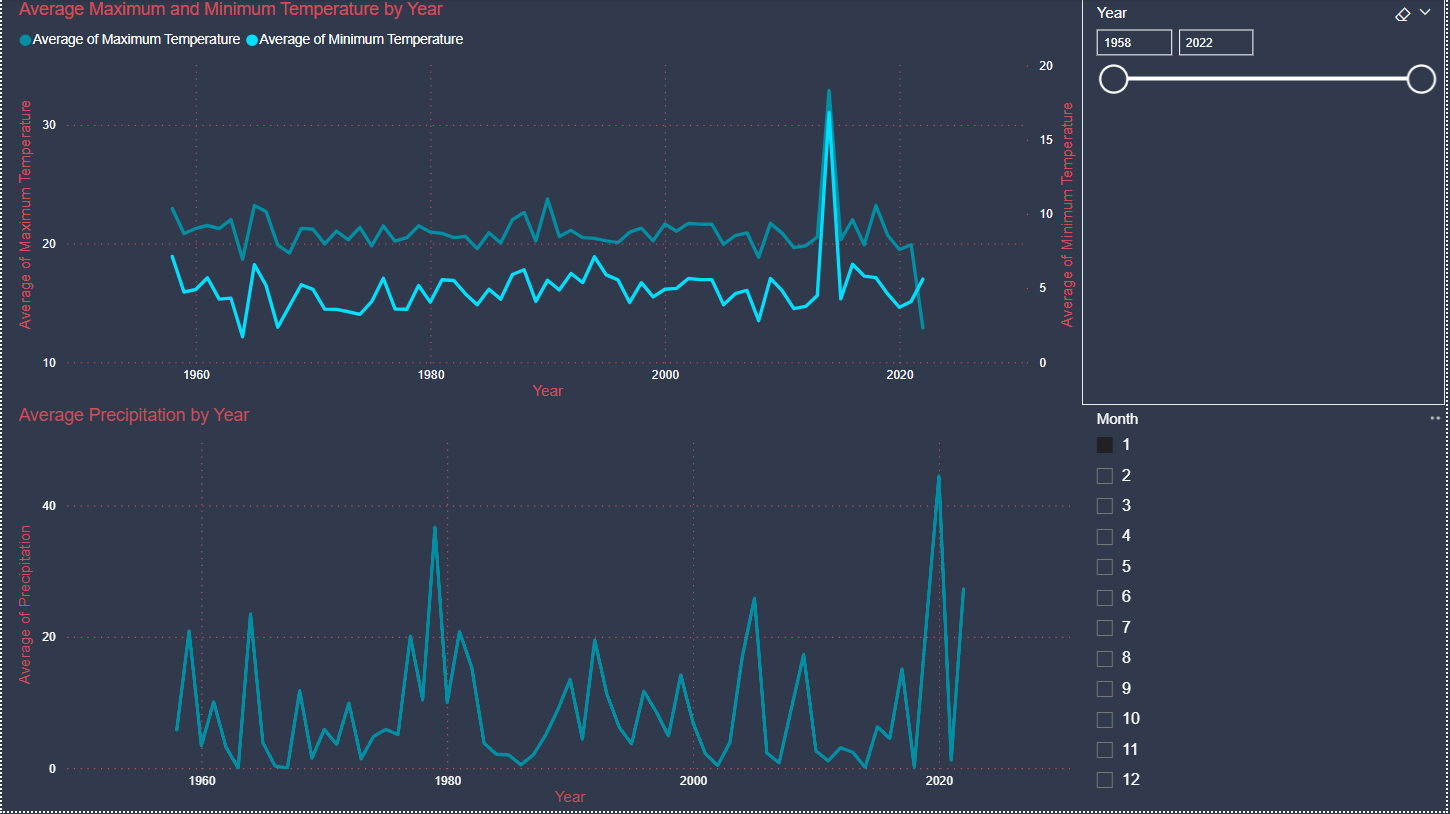 Average Maximum and Minimum Temperature by Year
Average of Maximum Temperature Average of Minimum Temperature
Average of Maximum Temperature
30
20
10
20
15
10
5
0
Average of Minimum Temperature
1960 1980 2000 2020
Year
Average Precipitation by Year
Average of Precipitation
40
20
0
1960 1980 2000 2020
Year
Year
1958 2022
Month
1
2
3
4
5
6
7
8
9
10
11
12